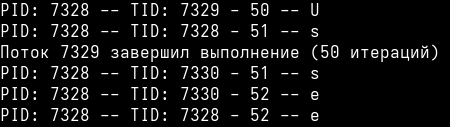 PID: 7328 -- TID: 7329 - 50 -- U
PID: 7328 -- TID: 7328 - 51 -- s
Поток 7329 завершил выполнение (50 итераций)
PID: 7328 -- TID: 7330 - 51 -- s
PID: 7328 -- TID: 7330 - 52 -- e
PID: 7328 -- TID: 7328 - 52 -- e